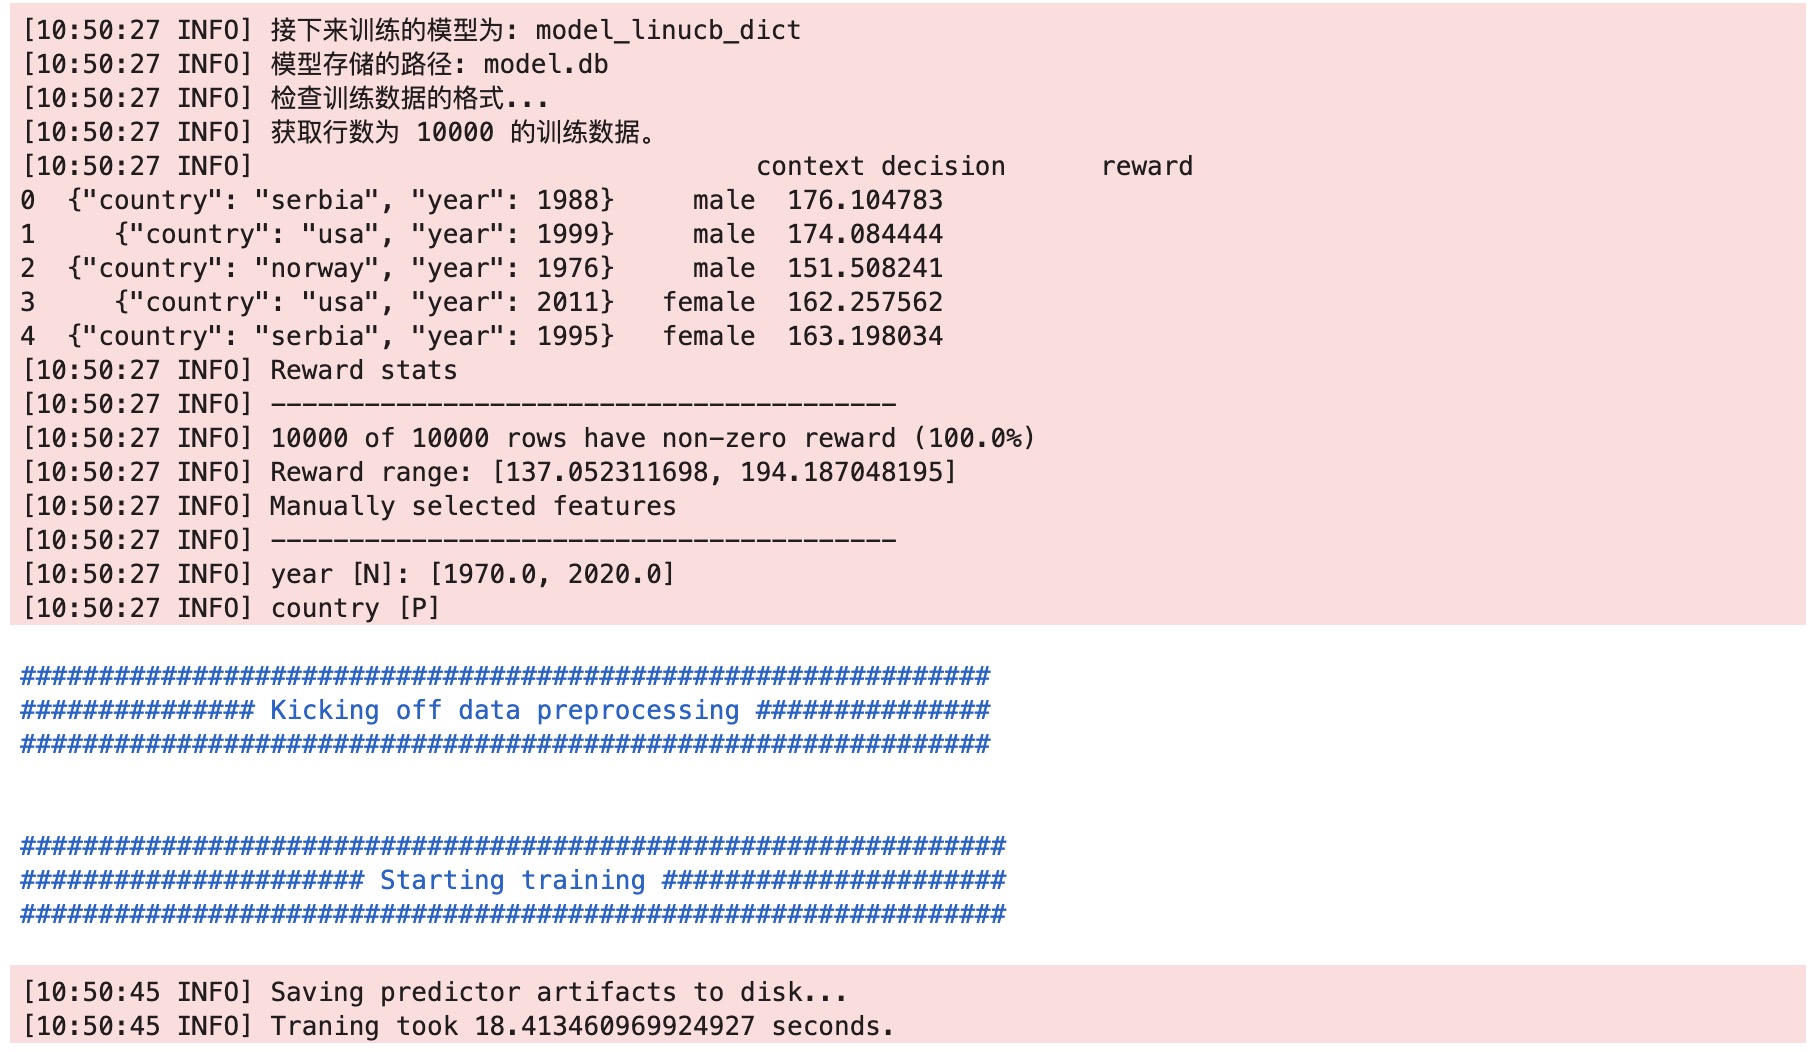 [10:50:27 INFO] 接下来训练的模型为: model_linucb_dict
[10:50:27 INFO] 模型存储的路径: model.db
[10:50:27 INFO] 检查训练数据的格式...
[10:50:27 INFO] 获取行数为 10000 的训练数据。
[10:50:27 INFO]                                 context decision      reward
0  {"country": "serbia", "year": 1988}     male  176.104783
1     {"country": "usa", "year": 1999}     male  174.084444
2  {"country": "norway", "year": 1976}     male  151.508241
3     {"country": "usa", "year": 2011}   female  162.257562
4  {"country": "serbia", "year": 1995}   female  163.198034
[10:50:27 INFO] Reward stats
[10:50:27 INFO] ----------------------------------------
[10:50:27 INFO] 10000 of 10000 rows have non-zero reward (100.0%)
[10:50:27 INFO] Reward range: [137.052311698, 194.187048195]
[10:50:27 INFO] Manually selected features
[10:50:27 INFO] ----------------------------------------
[10:50:27 INFO] year [N]: [1970.0, 2020.0]
[10:50:27 INFO] country [P]
##############################################################
############### Kicking off data preprocessing ###############
##############################################################
###############################################################
###################### Starting training ######################
###############################################################
[10:50:45 INFO] Saving predictor artifacts to disk...
[10:50:45 INFO] Traning took 18.413460969924927 seconds.